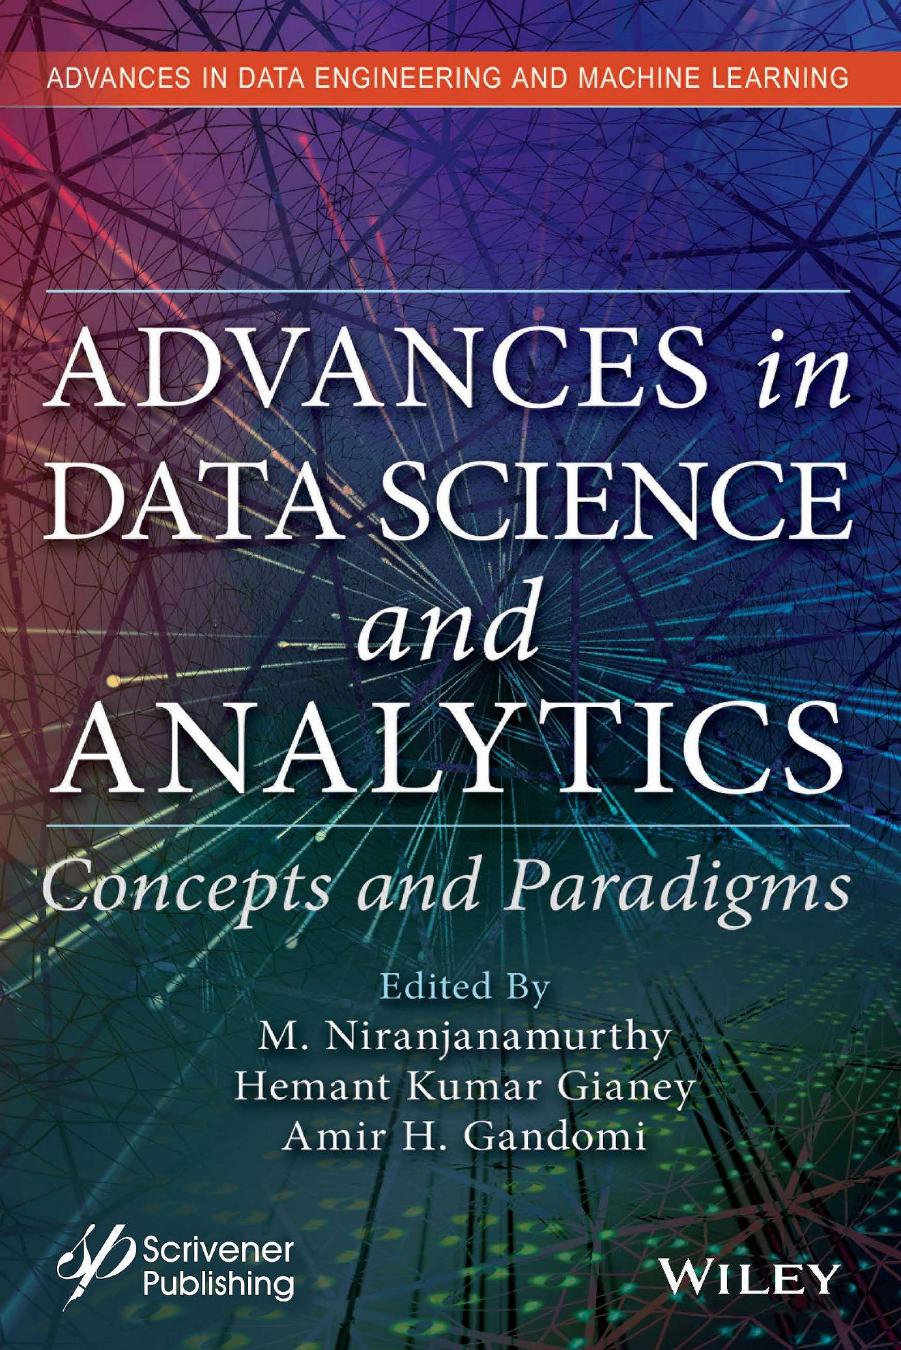 ADVANCES IN DATA ENGINEERING AND MACHINE LEARNING
ADVANCES in
DATA SCIENCE
and
ANALYTICS
Concepts and Paradigms
Edited By
M. Niranjanamurthy
Hemant Kumar Gianey
Amir H. Gandomi
sp Scrivener
Publishing
WILEY